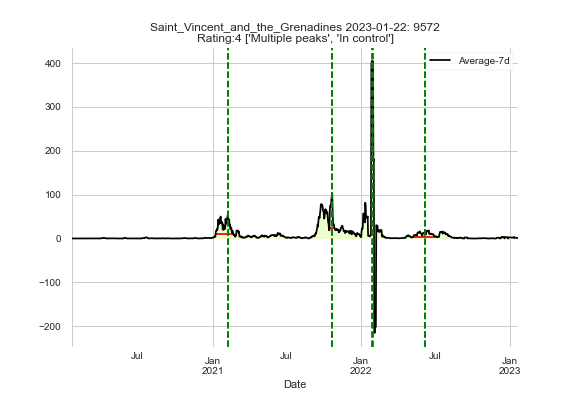 Saint_Vincent_and_the_Grenadines 2023-01-22: 9572
Rating:4 ['Multiple peaks', 'In control']
Average-7d
400
300
200
100
0
−100
−200
Jul
Jan
2021
Jul
Jan
2022
Jul
Jan
2023
Date